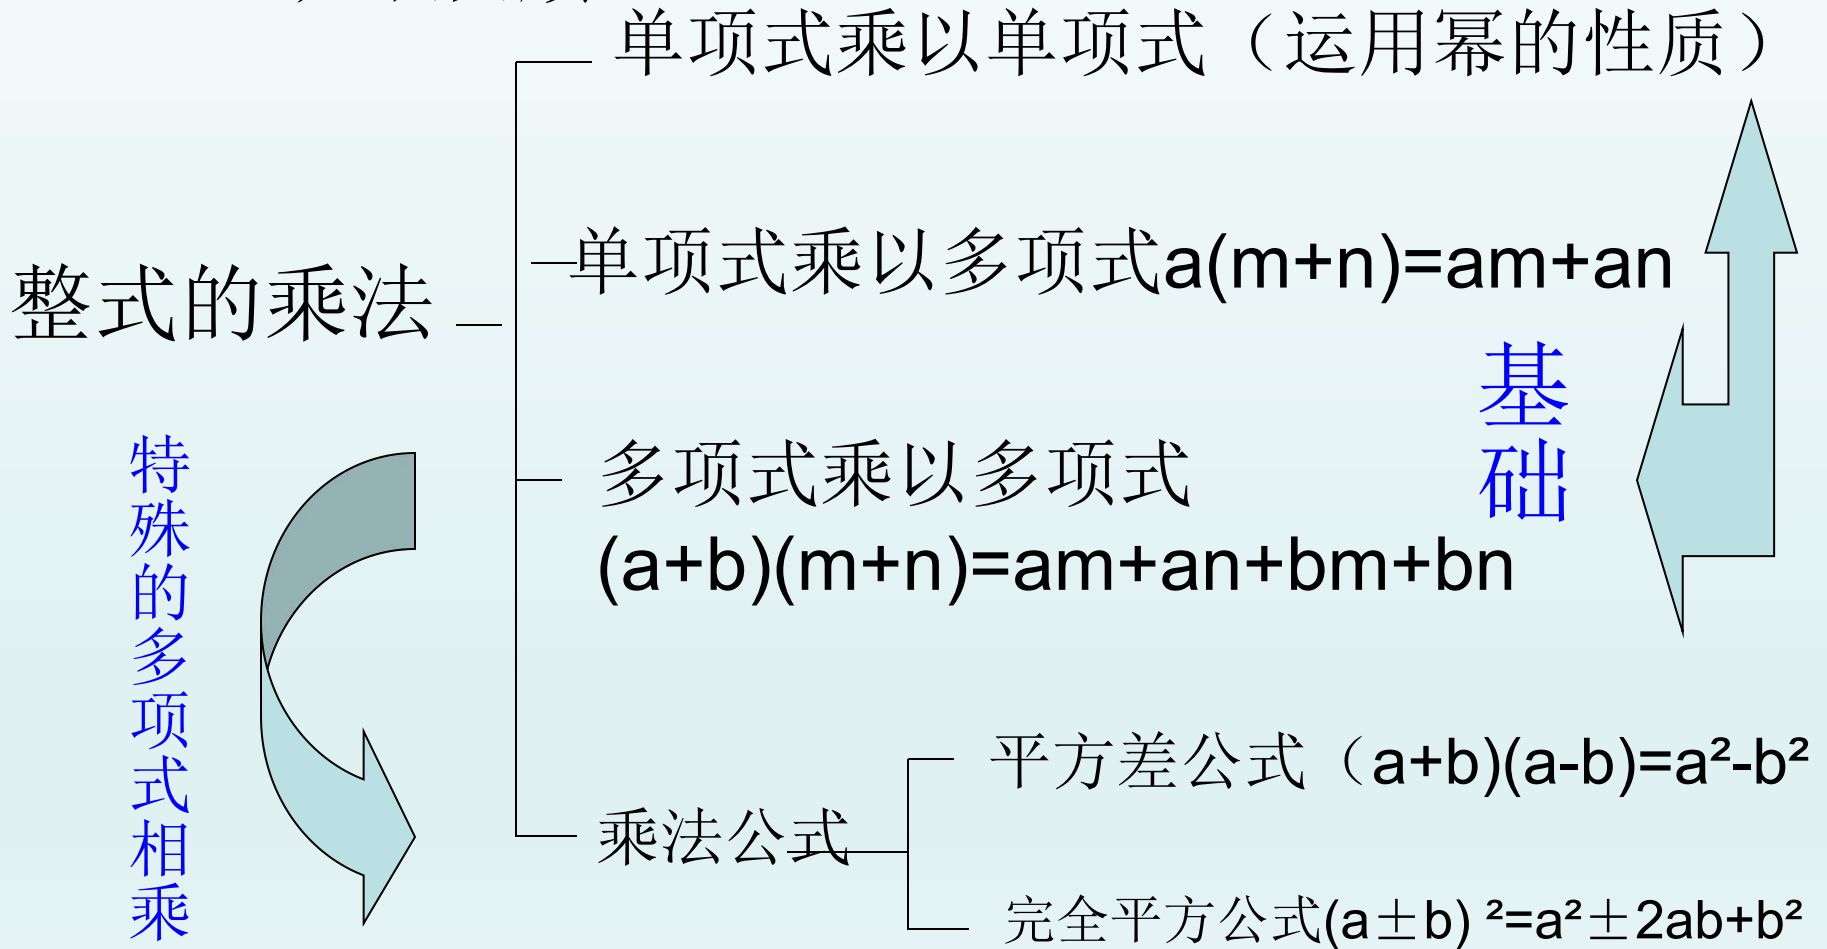 单项式乘以单项式（运用幂的性质）
单项式乘以多项式a(m+n)=am+an
整式的乘法
基
础
多项式乘以多项式
(a+b)(m+n)=am+an+bm+bn
特
殊
的
多
项
式
相
乘
平方差公式（a+b)(a-b)=a²-b²
乘法公式
完全平方公式(a±b) ²=a²±2ab+b²